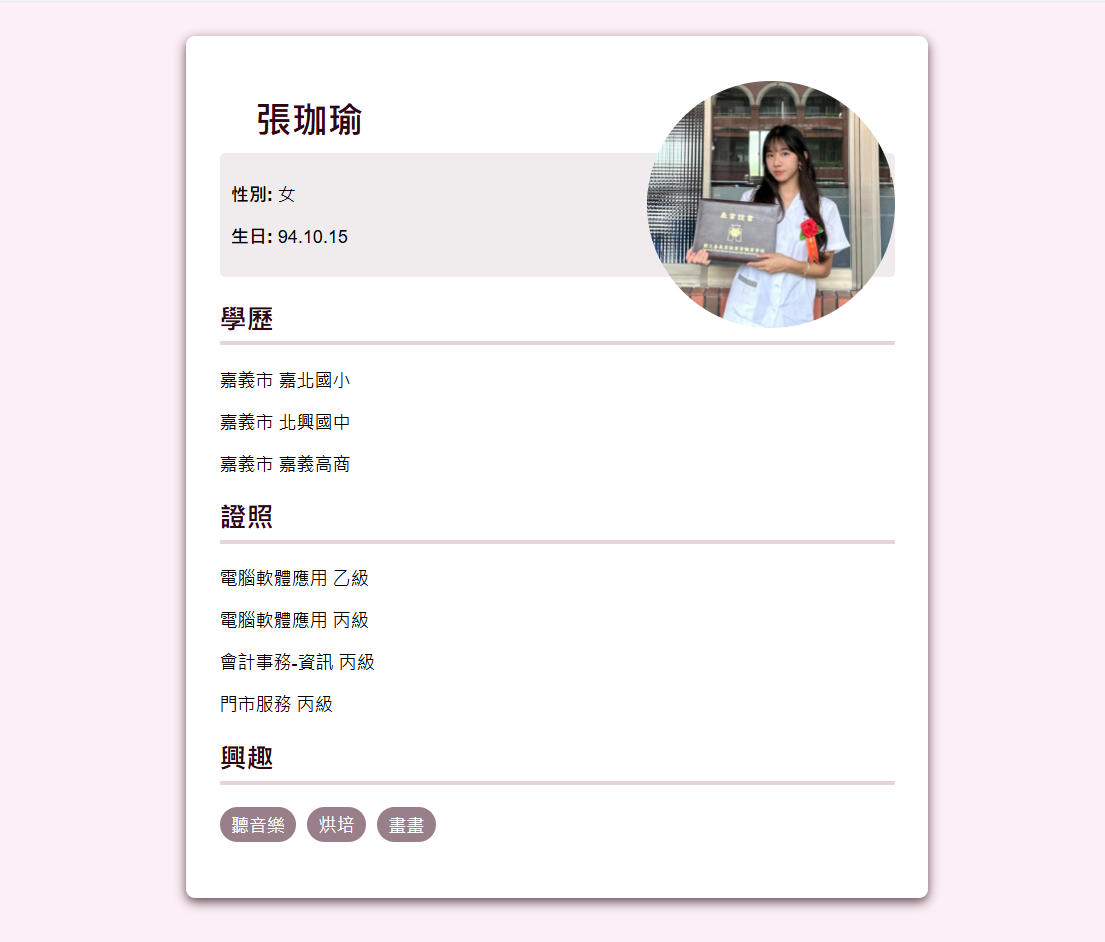 張珈瑜
性別: 女
生日: 94.10.15
學歷
嘉義市 嘉北國小
嘉義市 北興國中
嘉義市 嘉義高商
證照
電腦軟體應用 乙級
電腦軟體應用 丙級
會計事務-資訊 丙級
門市服務 丙級
興趣
聽音樂 烘培 畫畫